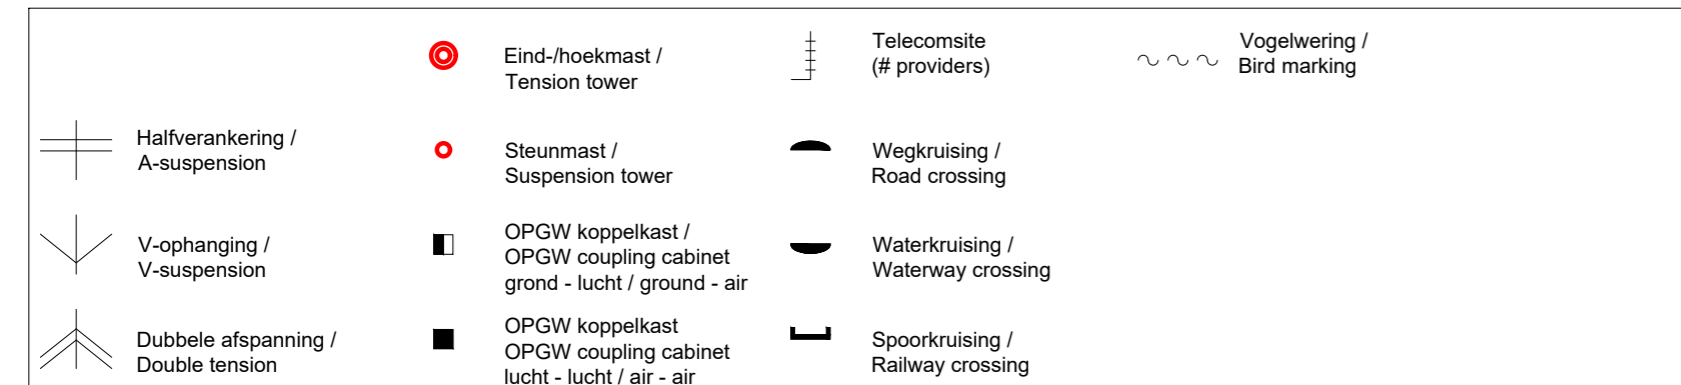 Halfverankering /
A-suspension
V-ophanging /
V-suspension
Dubbele afspanning /
Double tension
Eind-/hoekmast /
Tension tower
Steunmast /
Suspension tower
OPGW koppelkast /
OPGW coupling cabinet
grond - lucht / ground - air
OPGW koppelkast
OPGW coupling cabinet
lucht - lucht / air - air
Telecomsite
(# providers)
Wegkruising /
Road crossing
Waterkruising /
Waterway crossing
Spoorkruising /
Railway crossing
Vogelwering /
Bird marking